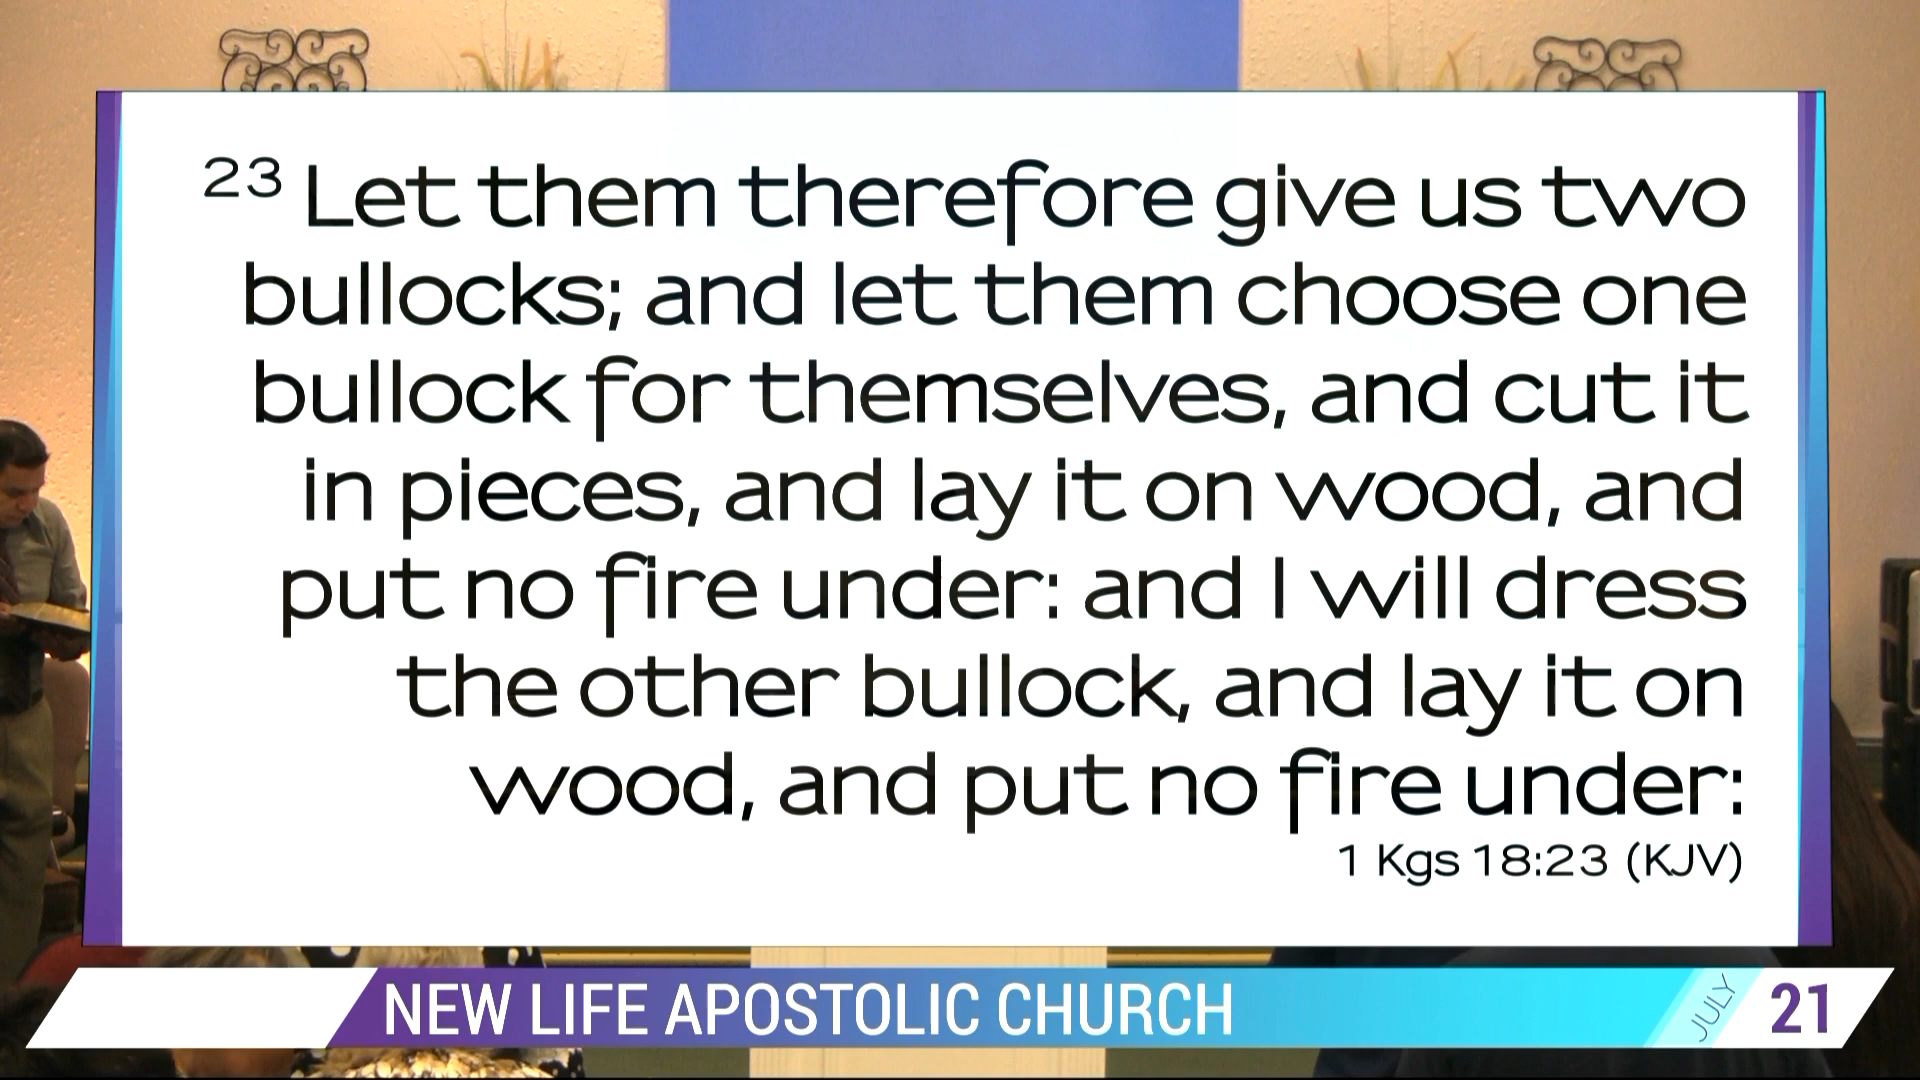 23 Let them therefore give us two
bullocks; and let them choose one
bullock for themselves, and cut it
in pieces, and lay it on wood, and
put no fire under: and I will dress
the other bullock, and lay it on
wood, and put no fire under:
1 Kgs 18:23 (KJV)
NEW LIFE APOSTOLIC CHURCH
JULY 21